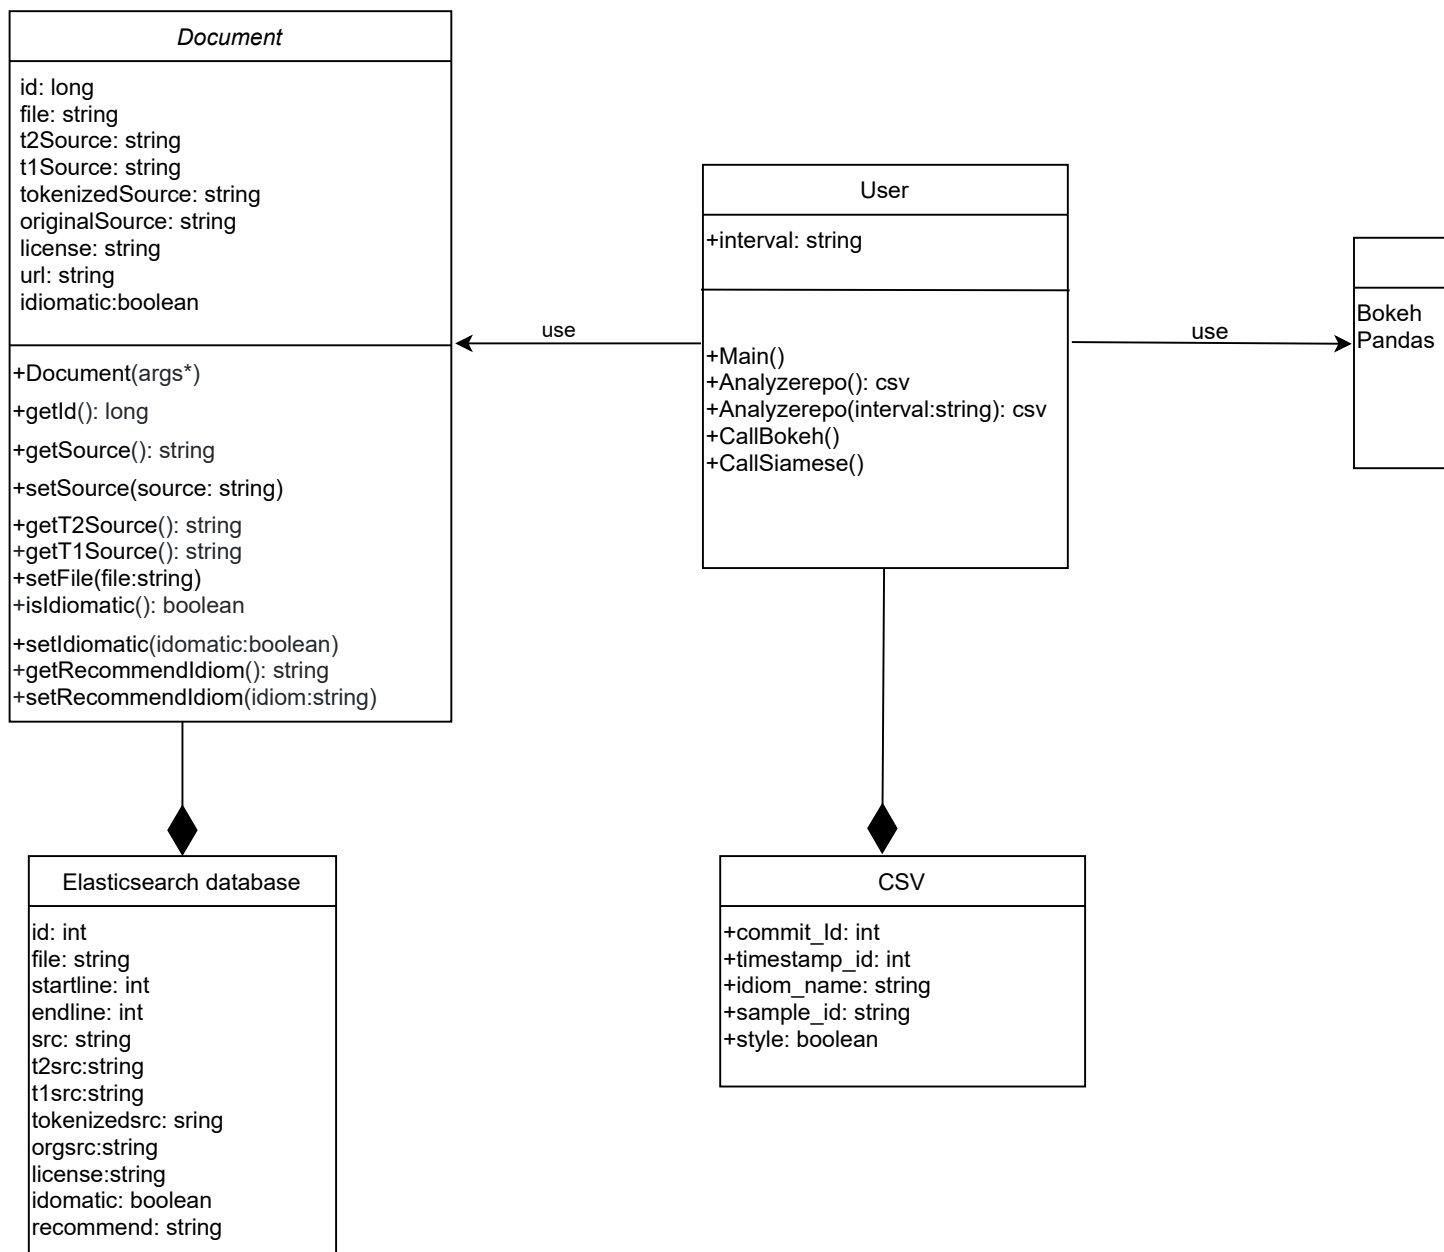 Document
id: long
file: string
t2Source: string
t1Source: string
tokenizedSource: string
originalSource: string
license: string
url: string
idiomatic:boolean
+Document(args*)
+getId(): long
+getSource(): string
+setSource(source: string)
+getT2Source(): string
+getT1Source(): string
+setFile(file:string)
+isIdiomatic(): boolean
+setIdiomatic(idomatic:boolean)
+getRecommendIdiom(): string
+setRecommendIdiom(idiom:string)
use
User
+interval: string
+Main()
+Analyzerepo(): csv
+Analyzerepo(interval:string): csv
+CallBokeh()
+CallSiamese()
use
Bokeh
Pandas
Elasticsearch database
id: int
file: string
startline: int
endline: int
src: string
t2src:string
t1src:string
tokenizedsrc: sring
orgsrc:string
license:string
idomatic: boolean
recommend: string
CSV
+commit_Id: int
+timestamp_id: int
+idiom_name: string
+sample_id: string
+style: boolean